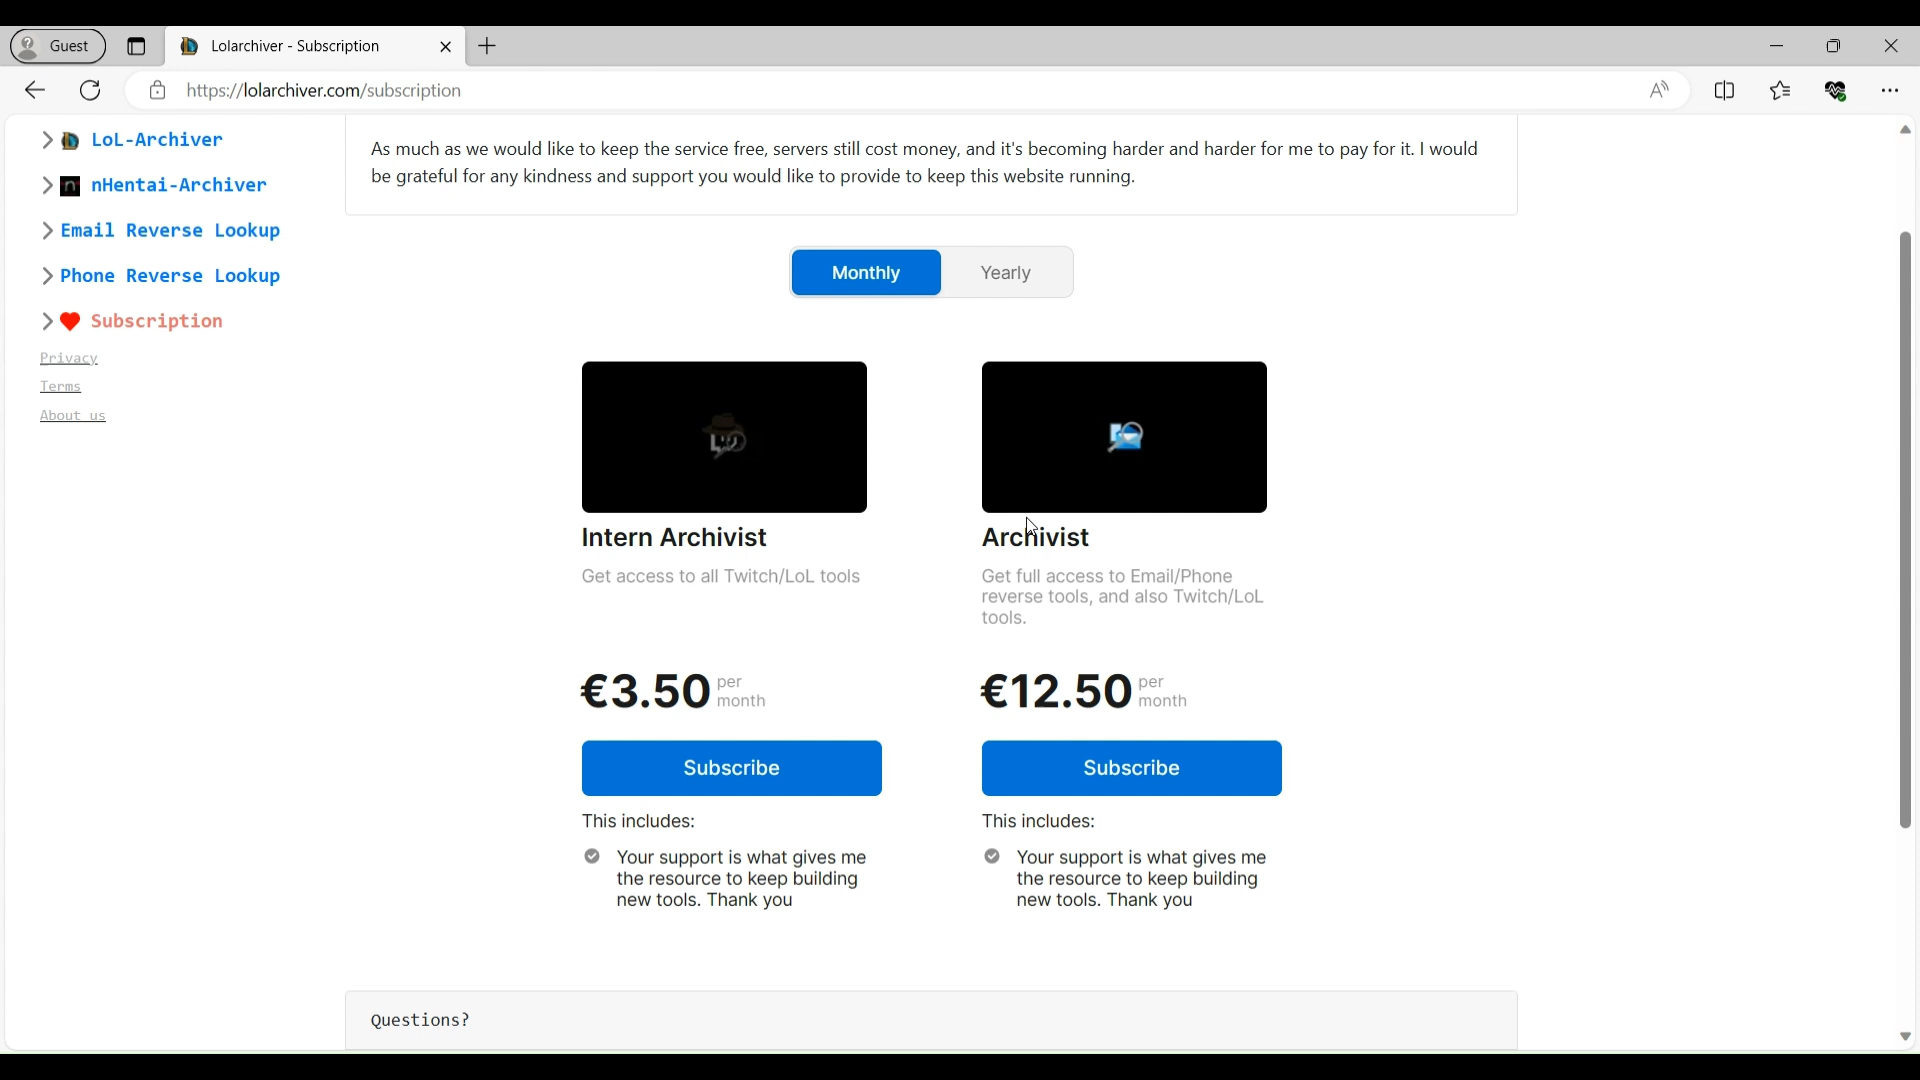 Guest
Lolarchiver - Subscription
https://lolarchiver.com/subscription
LoL-Archiver
nHentai-Archiver
Email Reverse Lookup
Phone Reverse Lookup
Subscription
Privacy
Terms
About us
As much as we would like to keep the service free, servers still cost money, and it's becoming harder and harder for me to pay for it. I would
be grateful for any kindness and support you would like to provide to keep this website running.
Monthly Yearly
Intern Archivist
Get access to all Twitch/LoL tools
€3.50 per
month
Subscribe
This includes:
Your support is what gives me
the resource to keep building
new tools. Thank you
Archivist
Get full access to Email/Phone
reverse tools, and also Twitch/LoL
tools.
€12.50 per
month
Subscribe
This includes:
Your support is what gives me
the resource to keep building
new tools. Thank you
Questions?